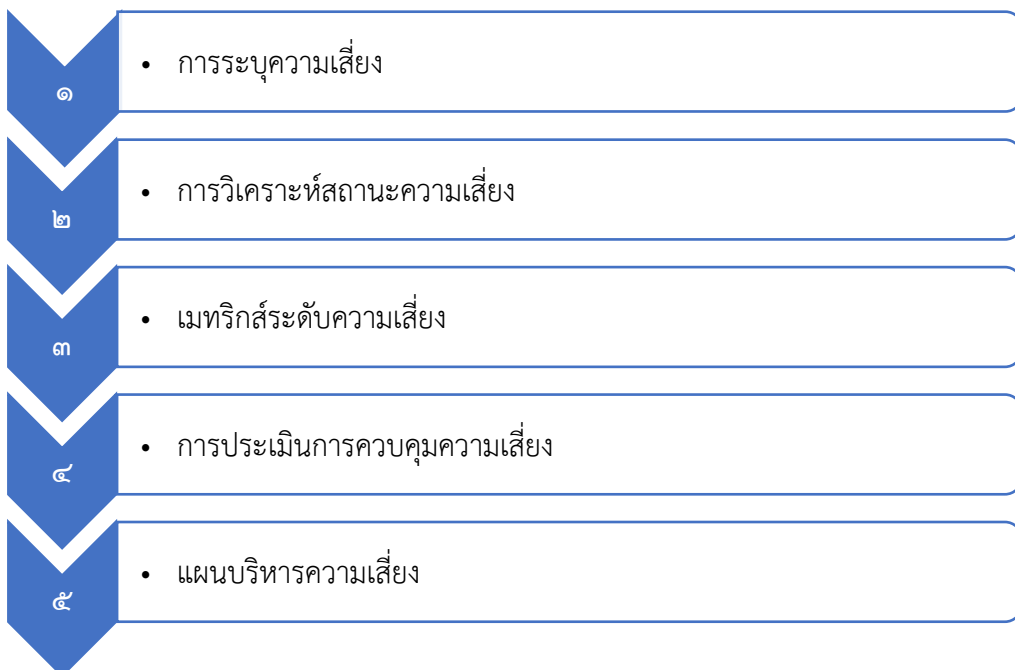 ๑
• การระบุความเสี่ยง
๒
• การวิเคราะห์สถานะความเสี่ยง
๓
• เมทริกส์ระดับความเสี่ยง
๔
• การประเมินการควบคุมความเสี่ยง
๕
• แผนบริหารความเสี่ยง